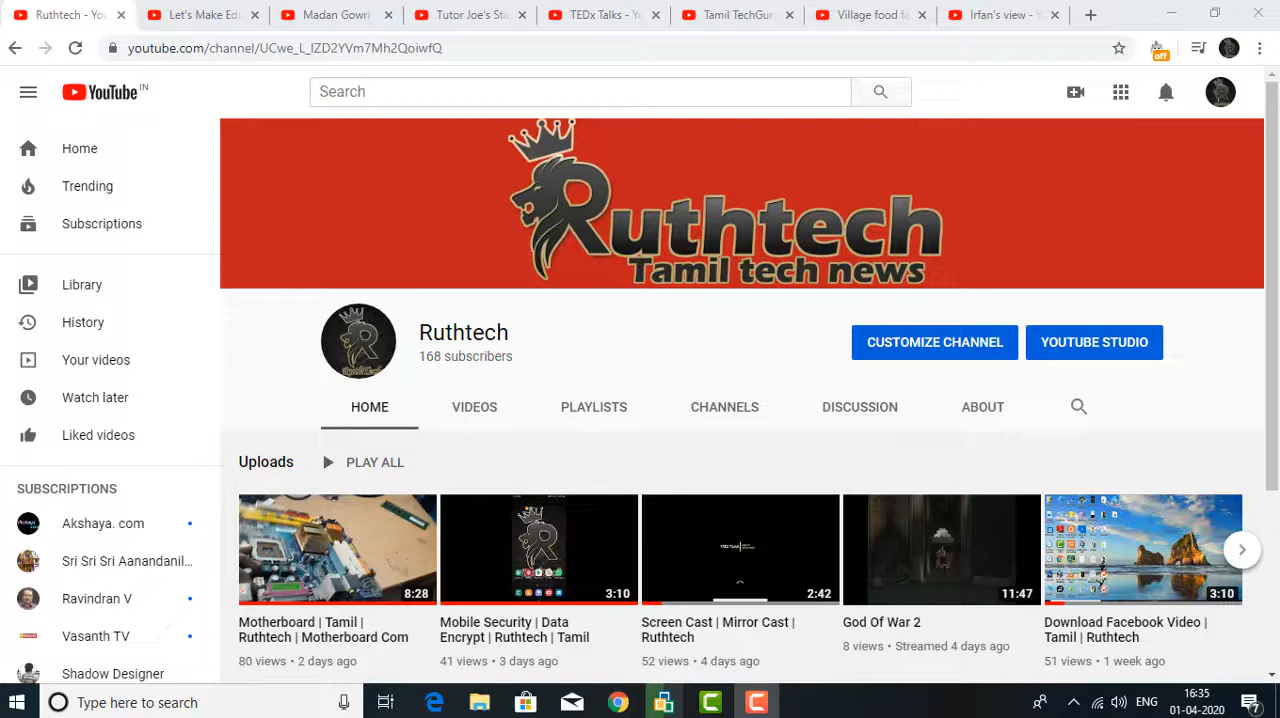 Ruthtech - Y
Let's Make Edu
Madan Gowri
Tutor Joe's Sta
TEDx Talks - Yo
Tamil TechGur
Village food fa
Irfan's view - Y
youtube.com/channel/UCwe_L_IZD2YVm7Mh2QoiwfQ
off
YouTube IN
Search
Home
Trending
Subscriptions
Library
History
Your videos
Watch later
Liked videos
SUBSCRIPTIONS
Akshaya. com
Sri Sri Sri Aanandanil...
Ravindran V
Vasanth TV
Shadow Designer
Ruthtech
Tamil tech news
Ruthtech
168 subscribers
CUSTOMIZE CHANNEL
YOUTUBE STUDIO
HOME
VIDEOS
PLAYLISTS
CHANNELS
DISCUSSION
ABOUT
Uploads
PLAY ALL
8:28
3:10
2:42
11:47
3:10
Motherboard | Tamil |
Ruthtech | Motherboard Com
80 views • 2 days ago
Mobile Security | Data
Encrypt | Ruthtech | Tamil
41 views • 3 days ago
Screen Cast | Mirror Cast |
Ruthtech
52 views • 4 days ago
God Of War 2
8 views • Streamed 4 days ago
Download Facebook Video |
Tamil | Ruthtech
51 views • 1 week ago
Type here to search
ENG
16:35
01-04-2020
7